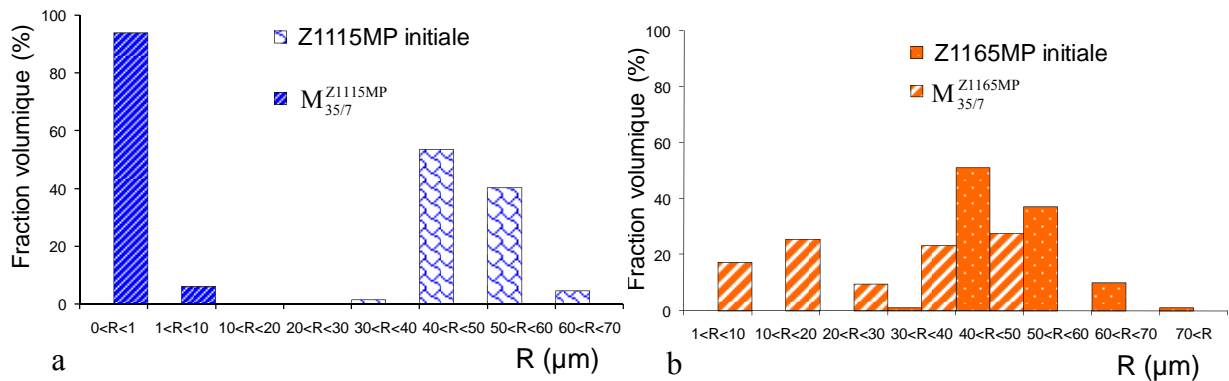 Fraction volumique (%)
100
80
60
40
20
0
Z1115MP initiale
M 35/7 Z1115MP
0<R<1 1<R<10 10<R<20 20<R<30 30<R<40 40<R<50 50<R<60 60<R<70
R (µm)
a
Fraction volumique (%)
100
80
60
40
20
0
Z1165MP initiale
M 35/7 Z1165MP
1<R<10 10<R<20 20<R<30 30<R<40 40<R<50 50<R<60 60<R<70 70<R
R (µm)
b